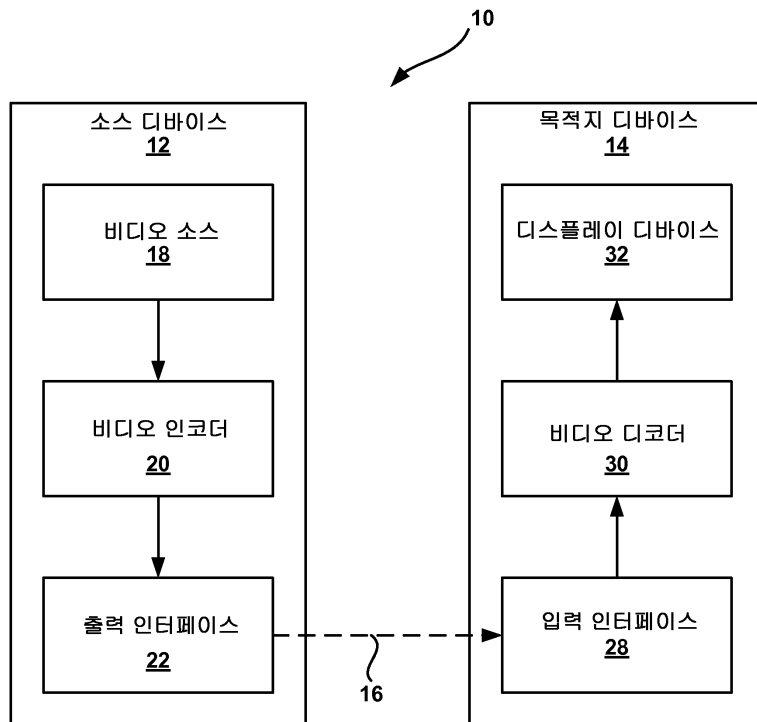 10
소스 디바이스
12
비디오 소스
18
비디오 인코더
20
출력 인터페이스
22
16
목적지 디바이스
14
디스플레이 디바이스
32
비디오 디코더
30
입력 인터페이스
28